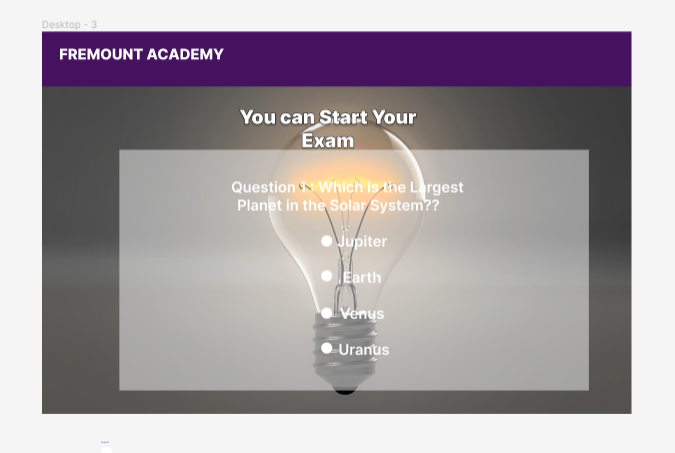 Desktop - 3
FREMOUNT ACADEMY
You can Start Your
Exam
Question 1 : Which is the Largest
Planet in the Solar System??
Jupiter
Earth
Venus
Uranus
...